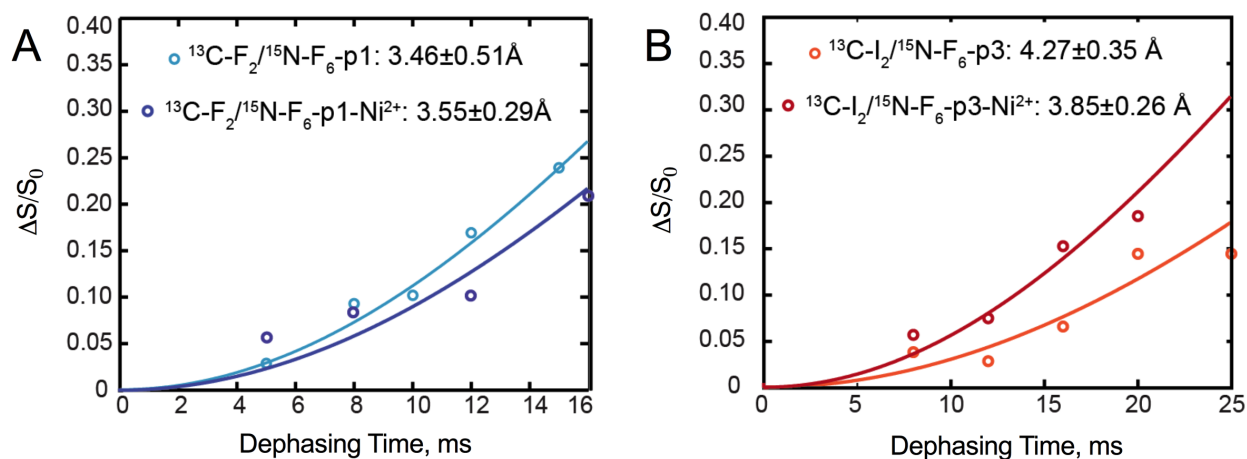 A
0.40
0.35
0.30
0.25
0.20
0.15
0.10
0.05
0
ΔS/S₀
¹³C-F₂/¹⁵N-F₆-p1: 3.46±0.51Å
¹³C-F₂/¹⁵N-F₆-p1-Ni²⁺: 3.55±0.29Å
0 2 4 6 8 10 12 14 16
Dephasing Time, ms
B
0.40
0.35
0.30
0.25
0.20
0.15
0.10
0.05
0
ΔS/S₀
¹³C-I₂/¹⁵N-F₆-p3: 4.27±0.35 Å
¹³C-I₂/¹⁵N-F₆-p3-Ni²⁺: 3.85±0.26 Å
0 5 10 15 20 25
Dephasing Time, ms